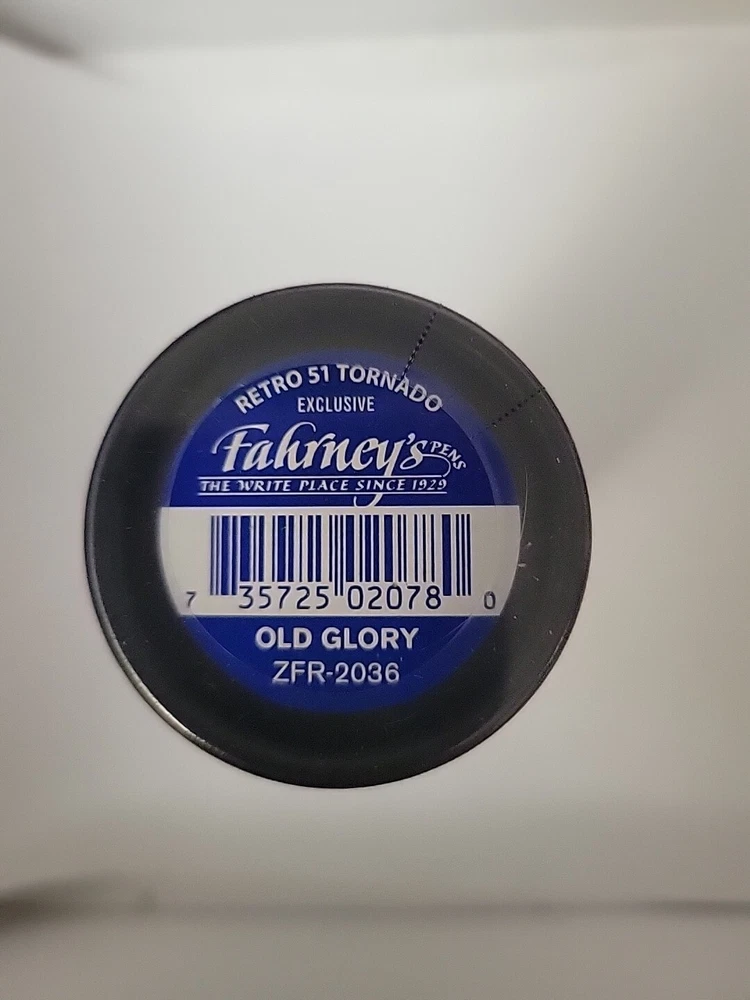 RETRO 51 TORNADO
EXCLUSIVE
Fahrney's PENS
THE WRITE PLACE SINCE 1929
7 35725 02078 0
OLD GLORY
ZFR-2036